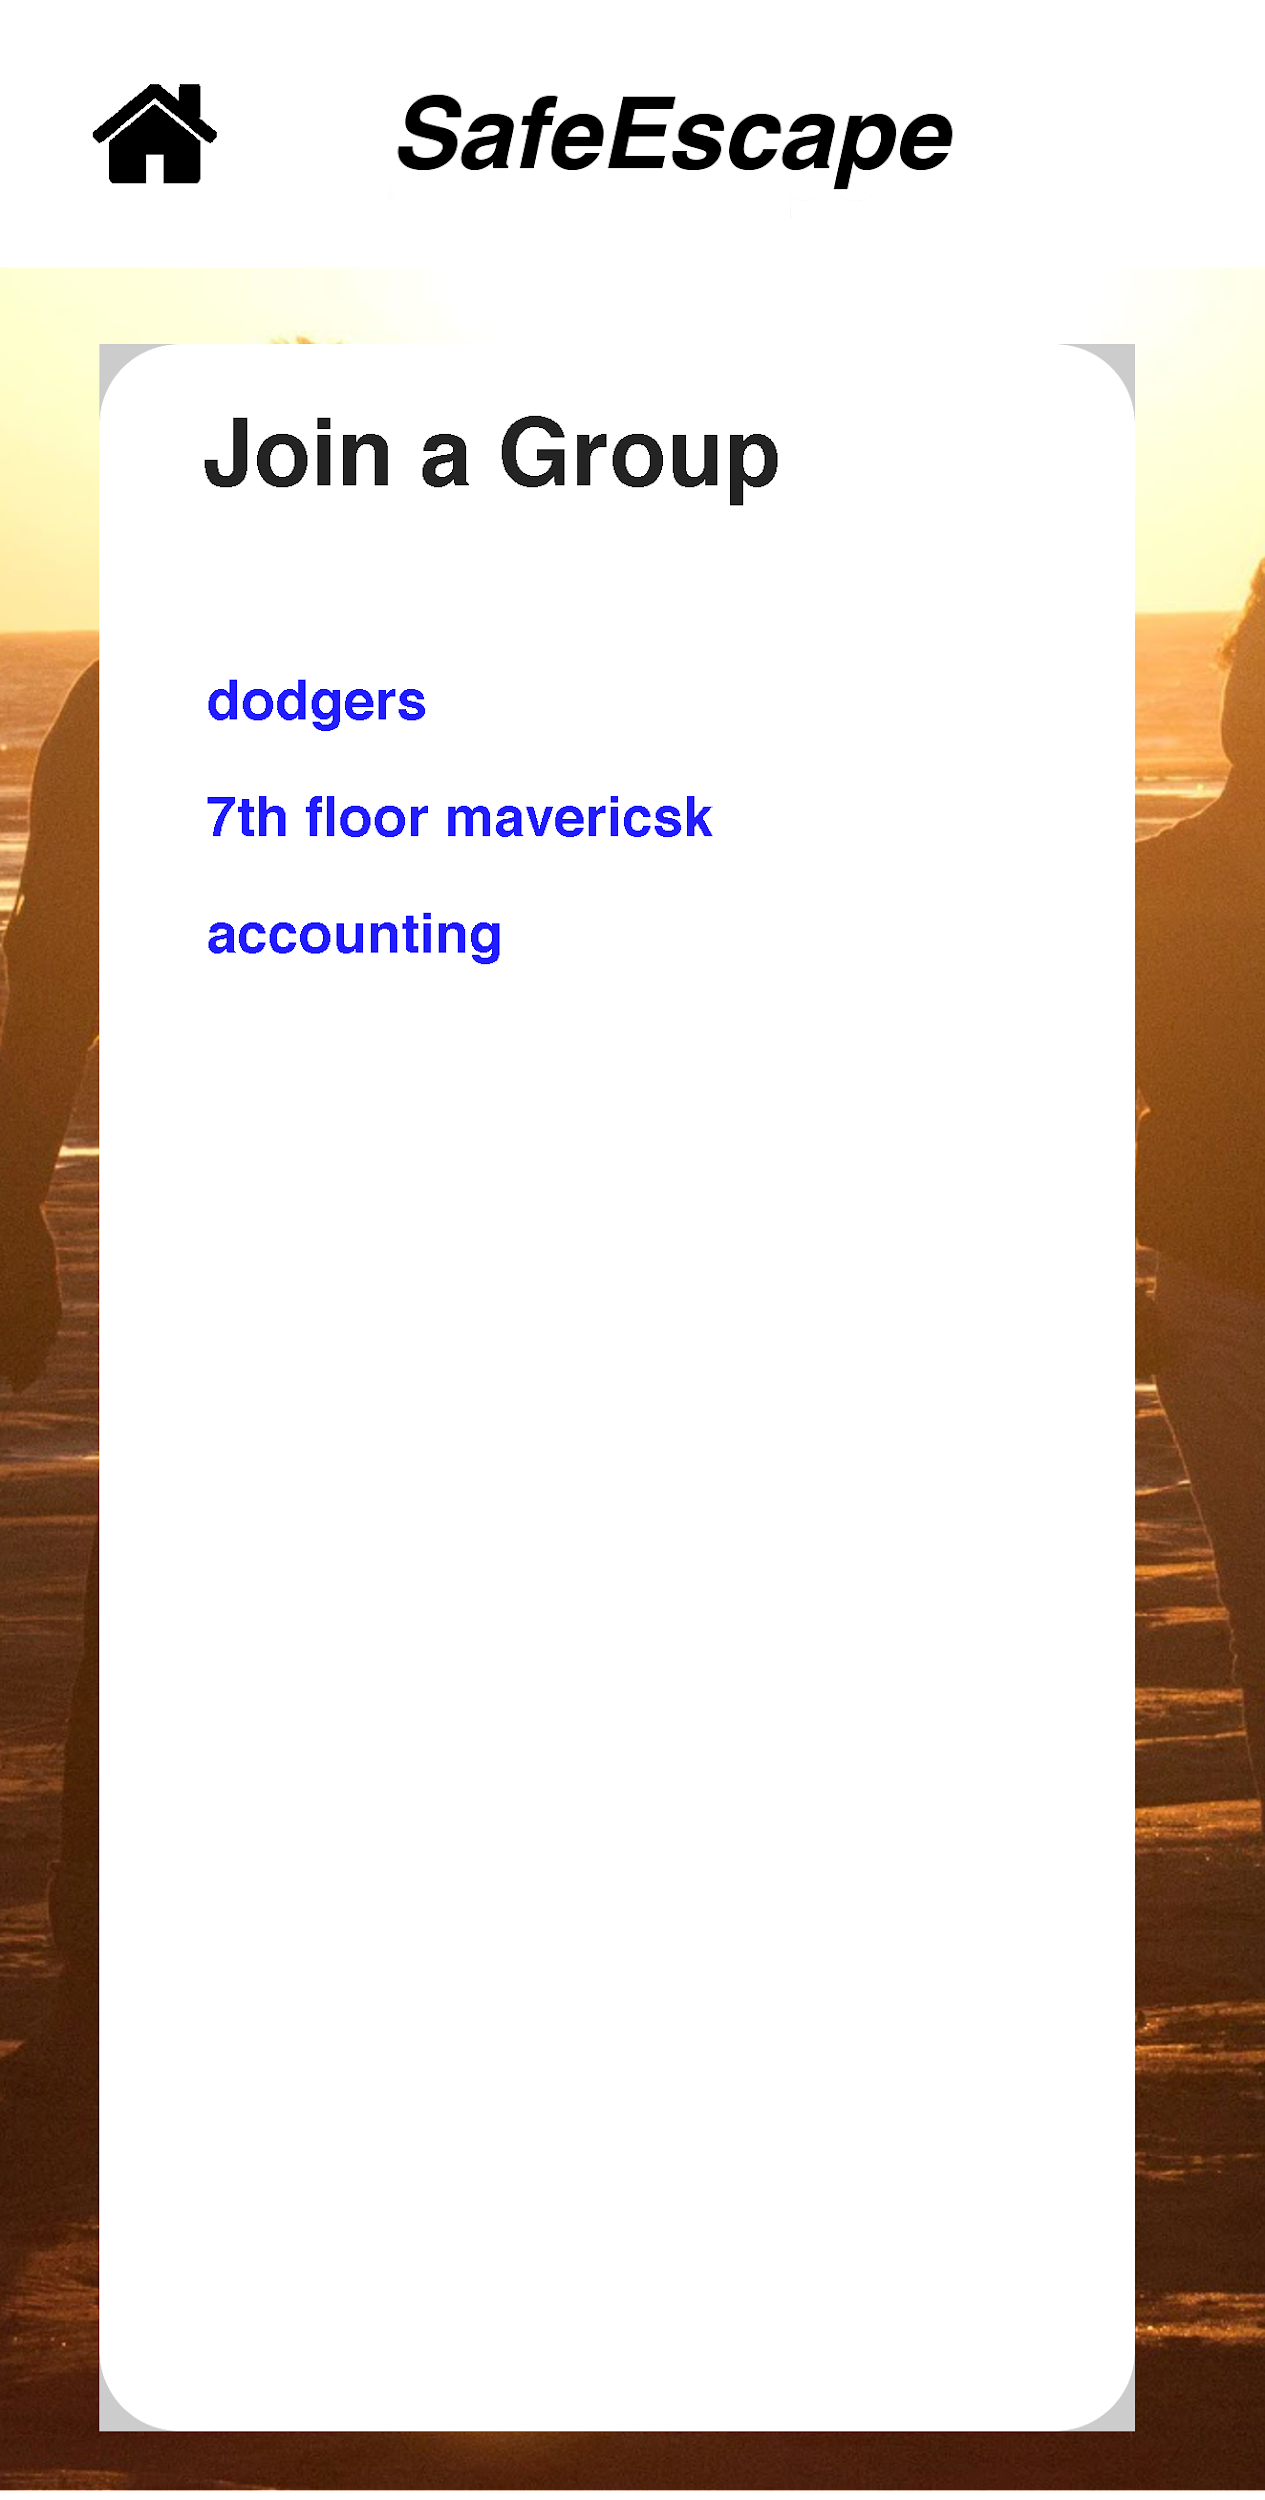 SafeEscape
Join a Group
dodgers
7th floor mavericsk
accounting